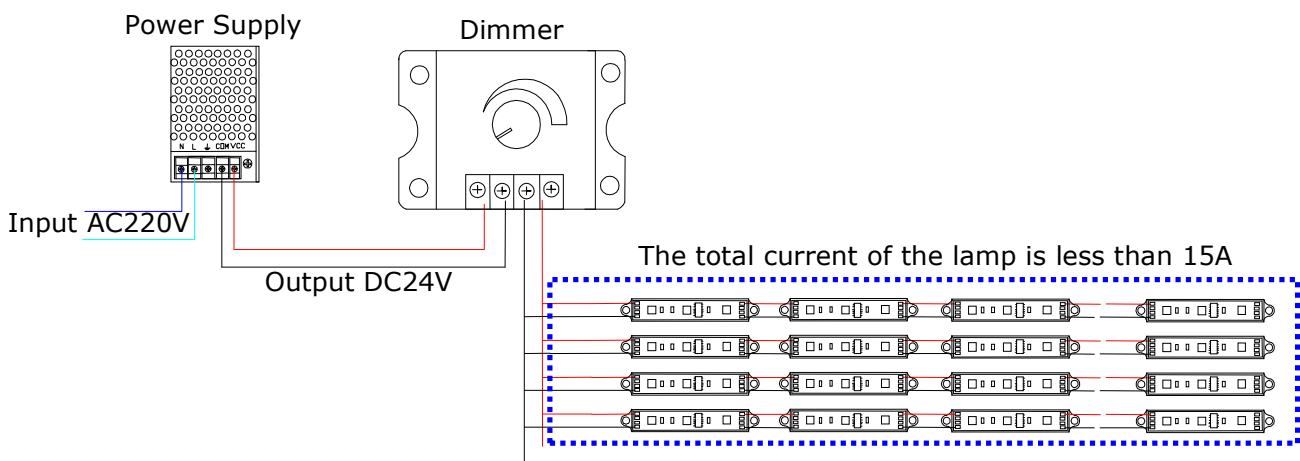 Power Supply
Dimmer
N L ⏚ COM VCC
Input AC220V
Output DC24V
The total current of the lamp is less than 15A